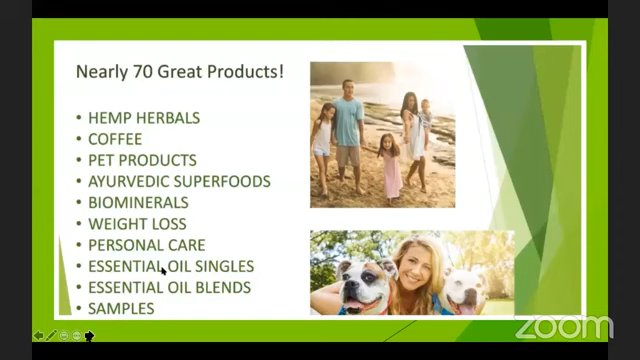 Nearly 70 Great Products!
• HEMP HERBALS
• COFFEE
• PET PRODUCTS
• AYURVEDIC SUPERFOODS
• BIOMINERALS
• WEIGHT LOSS
• PERSONAL CARE
• ESSENTIAL OIL SINGLES
• ESSENTIAL OIL BLENDS
• SAMPLES
zoom